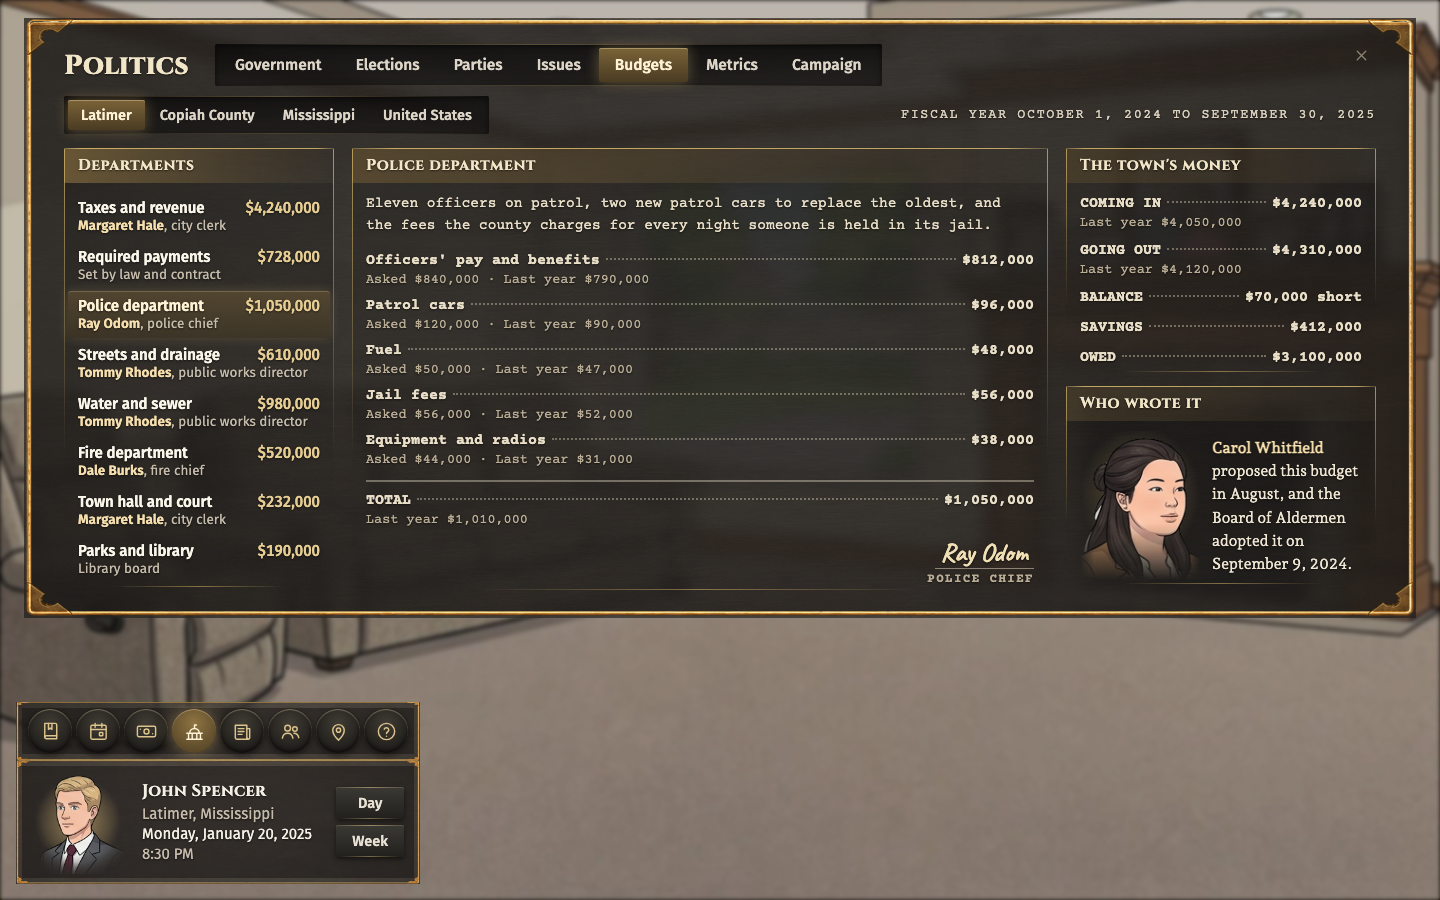 POLITICS
Government Elections Parties Issues Budgets Metrics Campaign
Latimer Copiah County Mississippi United States
FISCAL YEAR OCTOBER 1, 2024 TO SEPTEMBER 30, 2025
DEPARTMENTS
Taxes and revenue $4,240,000
Margaret Hale, city clerk
Required payments $728,000
Set by law and contract
Police department $1,050,000
Ray Odom, police chief
Streets and drainage $610,000
Tommy Rhodes, public works director
Water and sewer $980,000
Tommy Rhodes, public works director
Fire department $520,000
Dale Burks, fire chief
Town hall and court $232,000
Margaret Hale, city clerk
Parks and library $190,000
Library board
POLICE DEPARTMENT
Eleven officers on patrol, two new patrol cars to replace the oldest, and
the fees the county charges for every night someone is held in its jail.
Officers' pay and benefits $812,000
Asked $840,000 · Last year $790,000
Patrol cars $96,000
Asked $120,000 · Last year $90,000
Fuel $48,000
Asked $50,000 · Last year $47,000
Jail fees $56,000
Asked $56,000 · Last year $52,000
Equipment and radios $38,000
Asked $44,000 · Last year $31,000
TOTAL $1,050,000
Last year $1,010,000
Ray Odom
POLICE CHIEF
THE TOWN'S MONEY
COMING IN $4,240,000
Last year $4,050,000
GOING OUT $4,310,000
Last year $4,120,000
BALANCE $70,000 short
SAVINGS $412,000
OWED $3,100,000
WHO WROTE IT
Carol Whitfield
proposed this budget
in August, and the
Board of Aldermen
adopted it on
September 9, 2024.
JOHN SPENCER
Latimer, Mississippi
Monday, January 20, 2025
8:30 PM
Day
Week